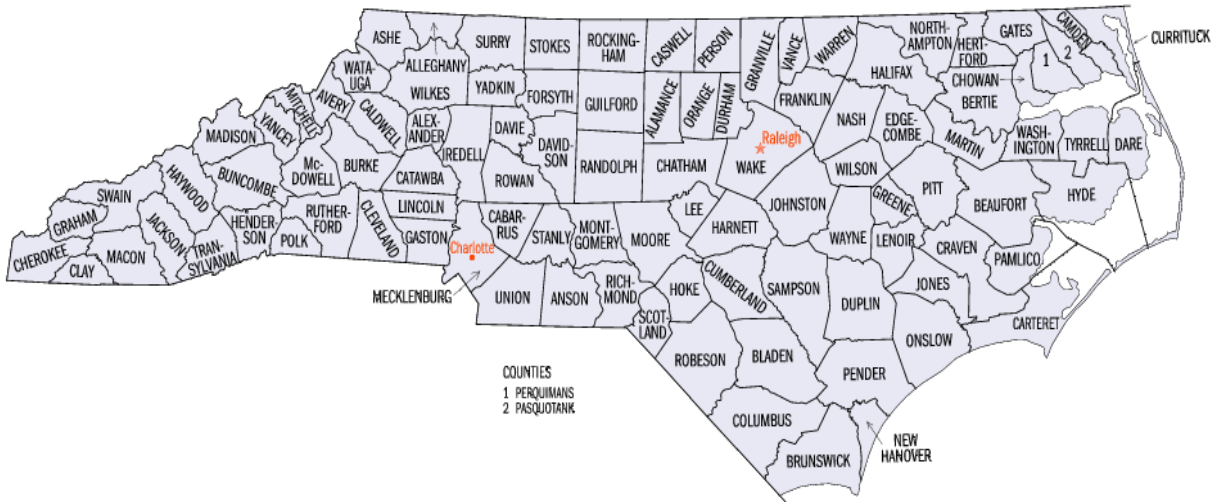 ASHE
ALLEGHANY
SURRY
STOKES
ROCKING-
HAM
CASWELL
PERSON
GRANVILLE
VANCE
WARREN
NORTH-
AMPTON
HERT-
FORD
GATES
CAMDEN
CURRITUCK
1
2
CHOWAN
HALIFAX
BERTIE
WATA-
UGA
WILKES
YADKIN
FORSYTH
GUILFORD
ALAMANCE
ORANGE
DURHAM
FRANKLIN
NASH
EDGE-
COMBE
MARTIN
WASH-
INGTON
TYRRELL
DARE
MITCHELL
AVERY
YANCEY
CALDWELL
ALEX-
ANDER
IREDELL
DAVIE
DAVID-
SON
RANDOLPH
CHATHAM
Raleigh
WAKE
WILSON
PITT
BEAUFORT
HYDE
MADISON
HAYWOOD
BUNCOMBE
Mc-
DOWELL
BURKE
CATAWBA
ROWAN
LEE
JOHNSTON
GREENE
SWAIN
GRAHAM
JACKSON
HENDER-
SON
POLK
RUTHER-
FORD
CLEVELAND
LINCOLN
GASTON
CABAR-
RUS
STANLY
MONT-
GOMERY
MOORE
HARNETT
WAYNE
LENOIR
CRAVEN
PAMLICO
CHEROKEE
CLAY
MACON
TRAN-
SYLVANIA
Charlotte
MECKLENBURG
UNION
ANSON
RICH-
MOND
SCOT-
LAND
HOKE
CUMBERLAND
SAMPSON
DUPLIN
JONES
CARTERET
ONSLOW
ROBESON
BLADEN
PENDER
COUNTIES
1 PERQUIMANS
2 PASQUOTANK
COLUMBUS
BRUNSWICK
NEW
HANOVER